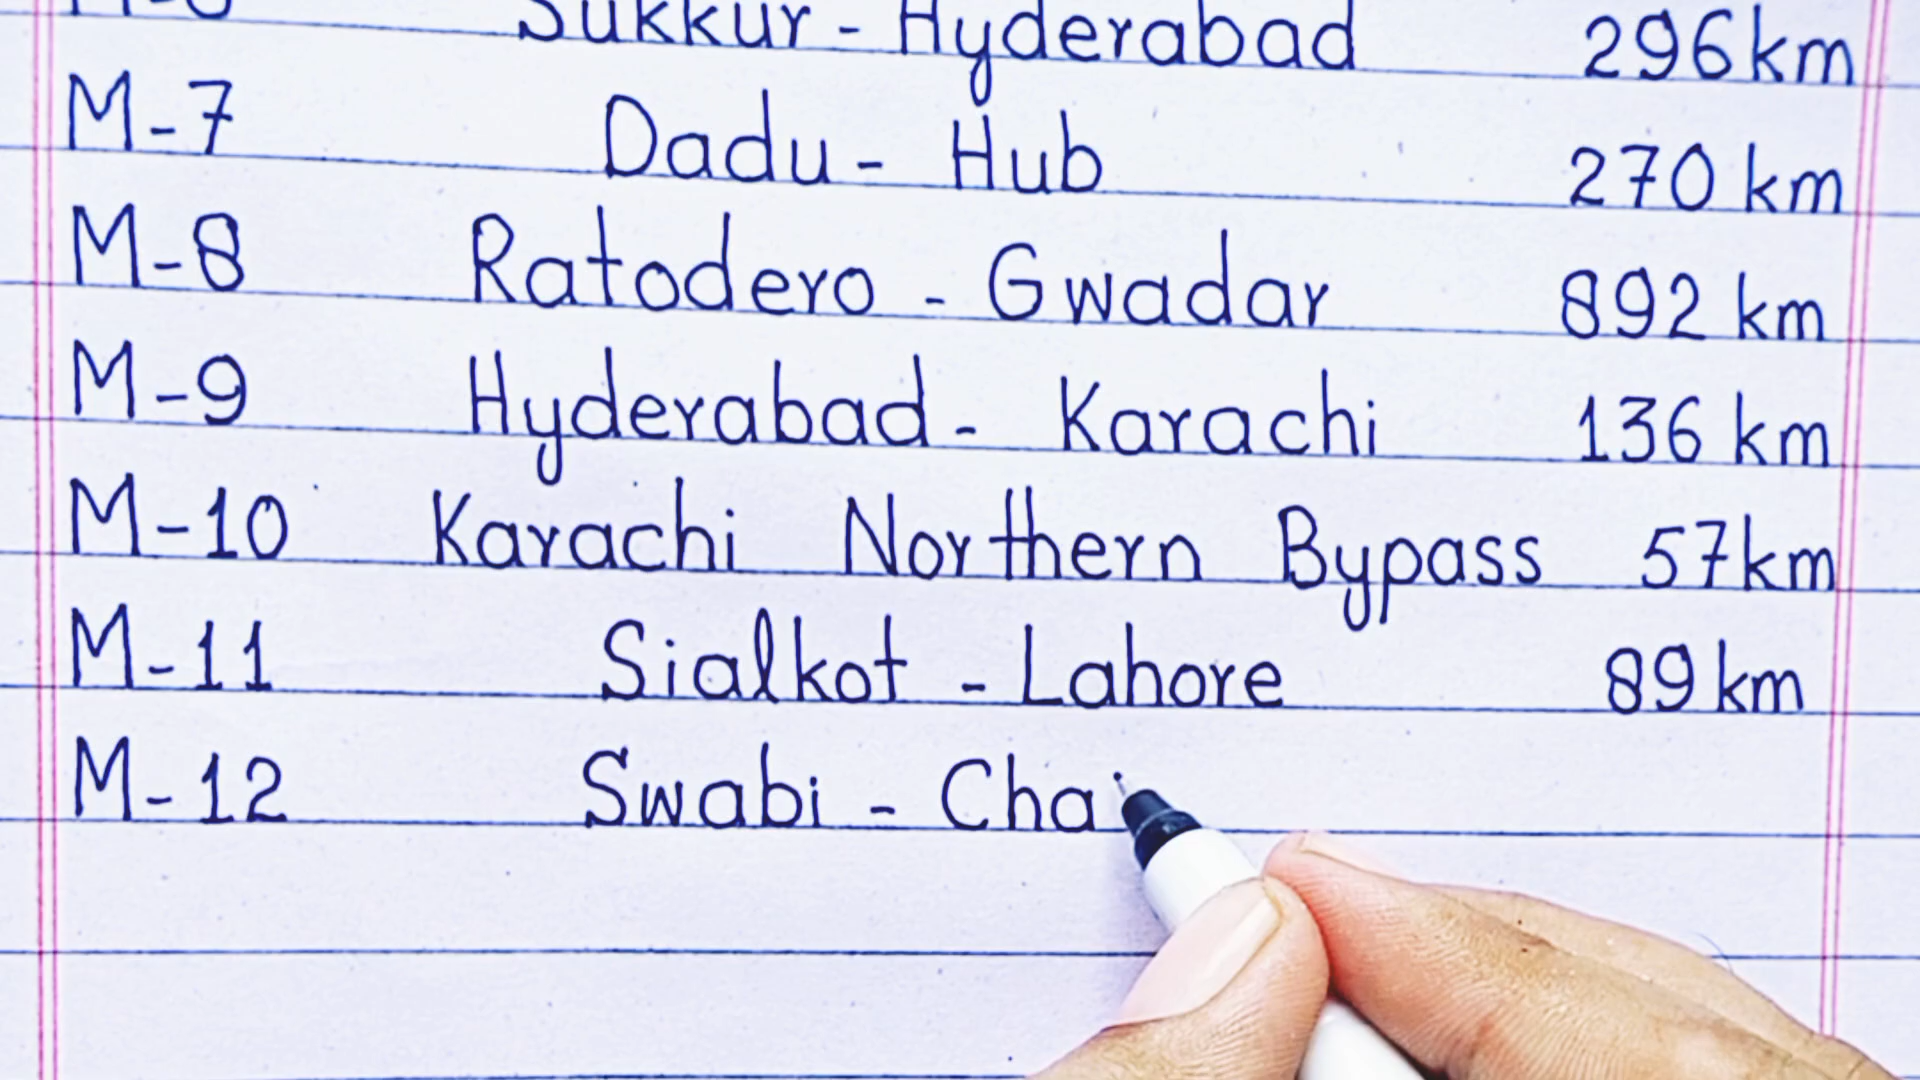 M-6 Sukkur - Hyderabad 296km
M-7 Dadu - Hub 270 km
M-8 Ratodero - Gwadar 892 km
M-9 Hyderabad - Karachi 136 km
M-10 Karachi Northern Bypass 57km
M-11 Sialkot - Lahore 89 km
M-12 Swabi - Cha